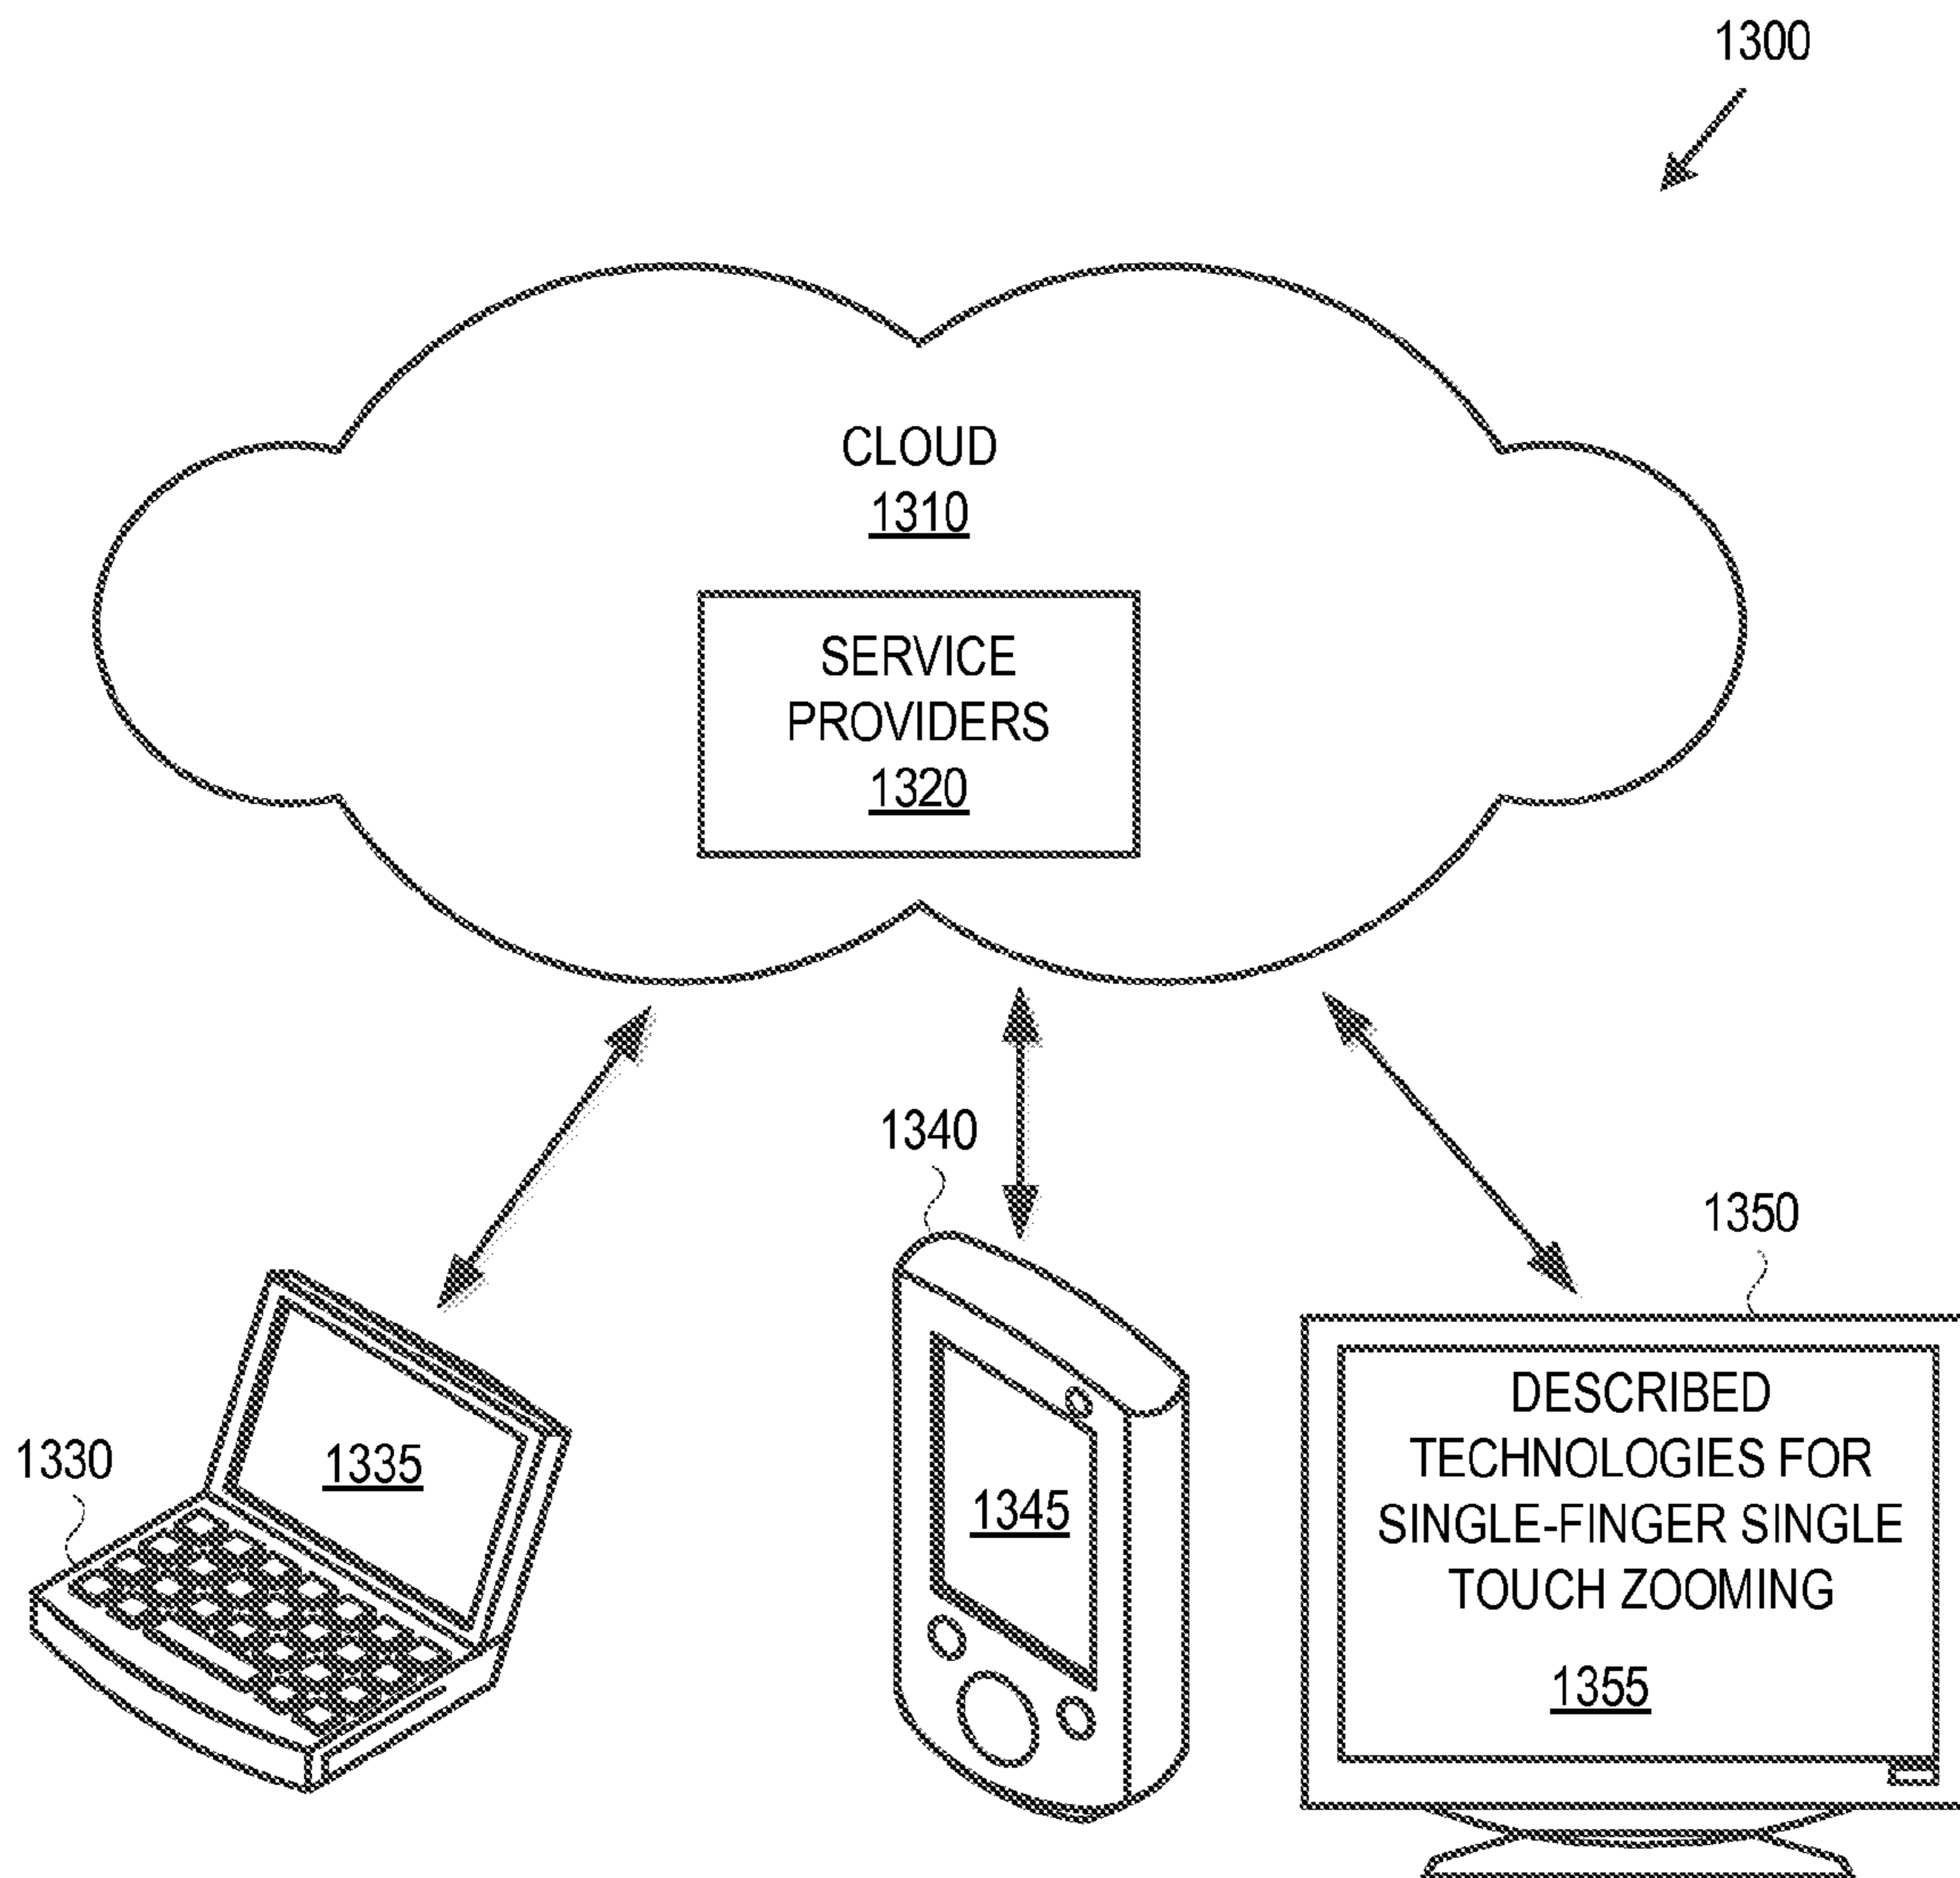 1300
CLOUD
1310
SERVICE
PROVIDERS
1320
1340
1350
1330
1335
1345
DESCRIBED
TECHNOLOGIES FOR
SINGLE-FINGER SINGLE
TOUCH ZOOMING
1355